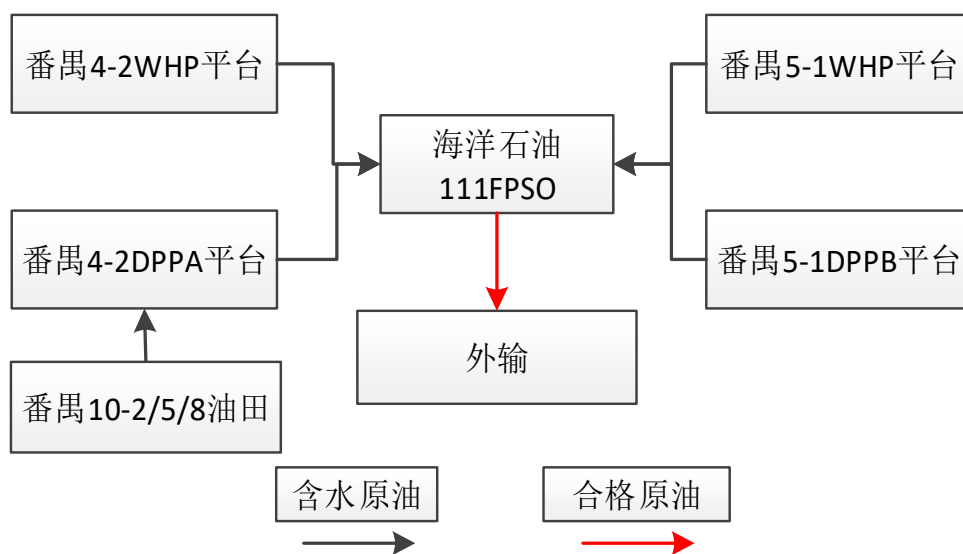 番禺4-2WHP平台
番禺5-1WHP平台
海洋石油
111FPSO
番禺4-2DPPA平台
番禺5-1DPPB平台
外输
番禺10-2/5/8油田
含水原油
合格原油